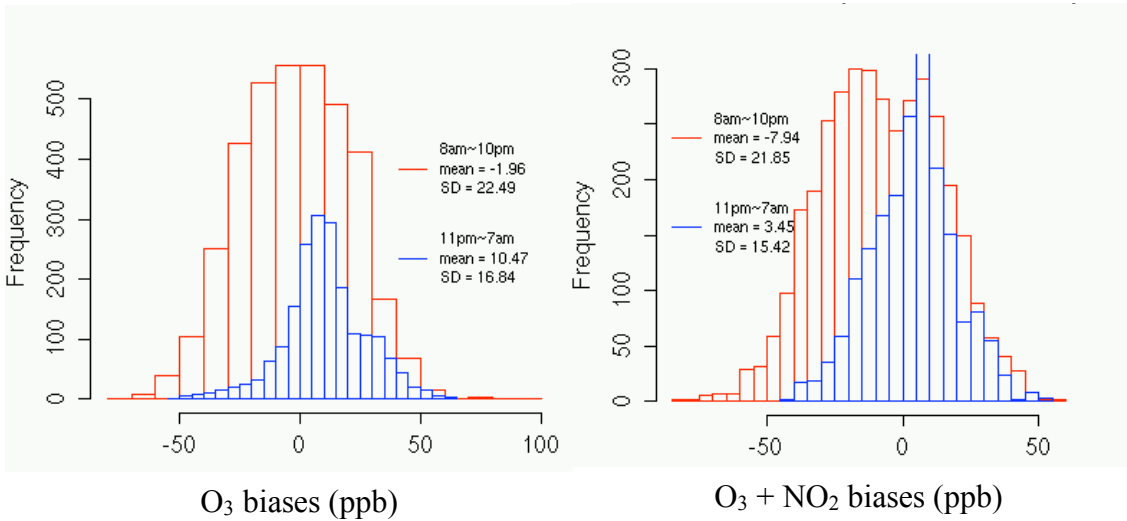 Frequency
500
400
300
200
100
0
-50
0
50
100
8am~10pm
mean = -1.96
SD = 22.49
11pm~7am
mean = 10.47
SD = 16.84
O₃ biases (ppb)
Frequency
300
200
100
50
0
-50
0
50
8am~10pm
mean = -7.94
SD = 21.85
11pm~7am
mean = 3.45
SD = 15.42
O₃ + NO₂ biases (ppb)